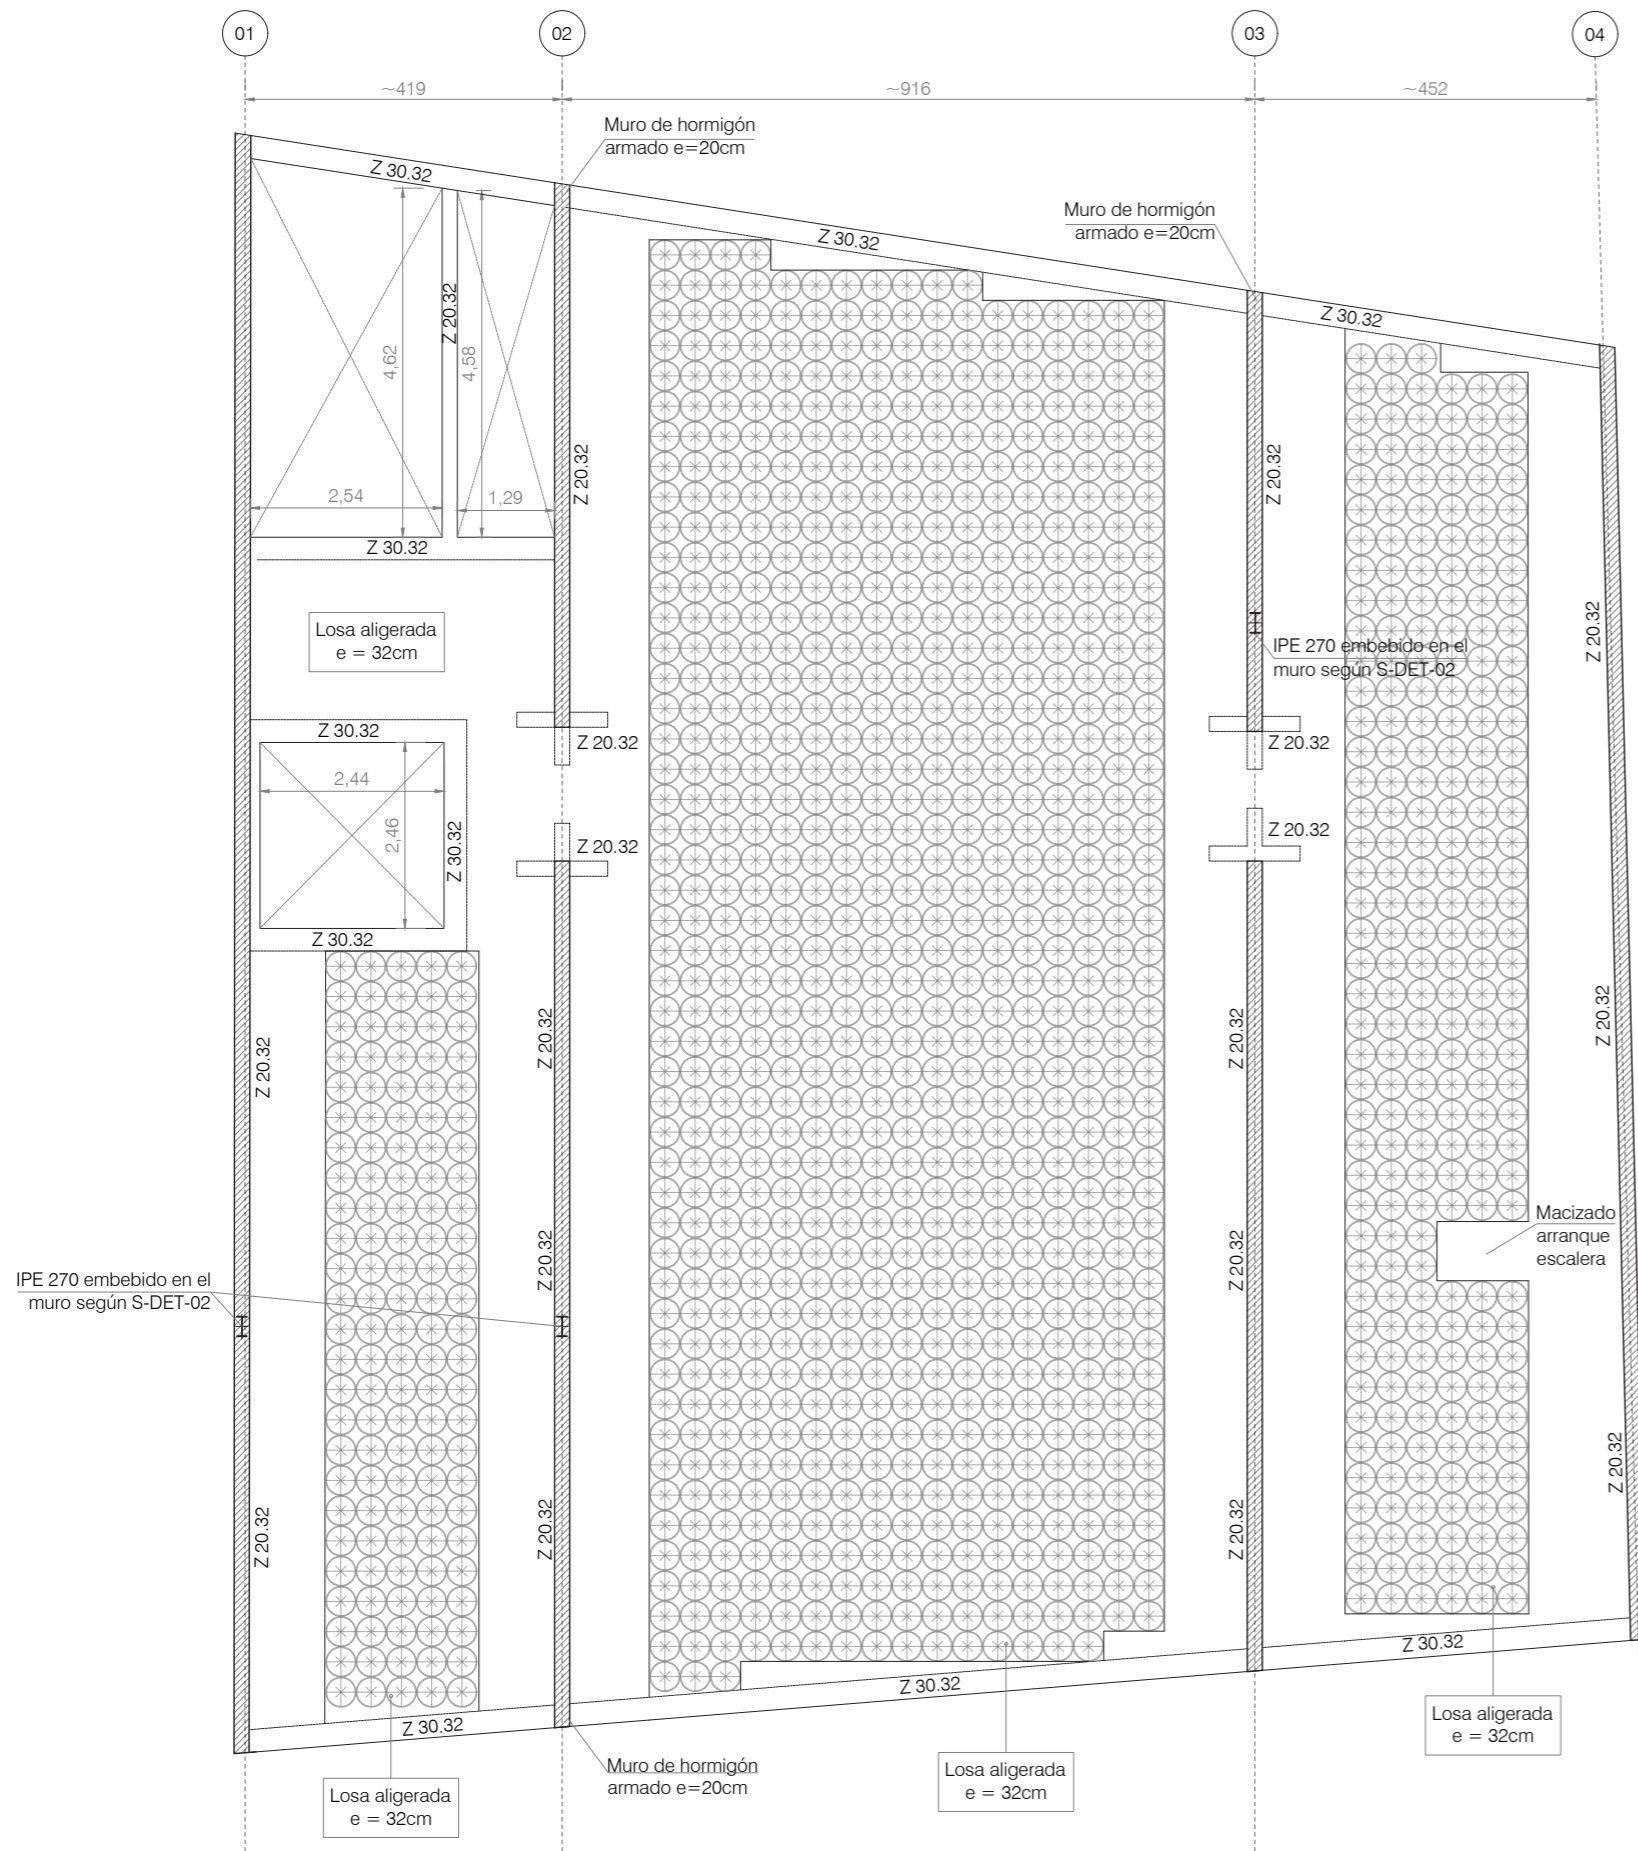 01
02
03
04
~419
~916
~452
Muro de hormigón
armado e=20cm
Z 30.32
Muro de hormigón
armado e=20cm
Z 30.32
Z 30.32
Z 20.32
4,62
4,58
Z 20.32
Z 20.32
2,54
1,29
Z 30.32
Losa aligerada
e = 32cm
Z 20.32
IPE 270 embebido en el
muro según S-DET-02
Z 30.32
Z 20.32
Z 20.32
2,44
2,46
Z 30.32
Z 20.32
Z 20.32
Z 30.32
Z 20.32
Z 20.32
Z 20.32
Z 20.32
Macizado
arranque
escalera
Z 20.32
Z 20.32
IPE 270 embebido en el
muro según S-DET-02
Z 20.32
Z 20.32
Z 20.32
Z 20.32
Z 30.32
Z 30.32
Z 30.32
Losa aligerada
e = 32cm
Muro de hormigón
armado e=20cm
Losa aligerada
e = 32cm
Losa aligerada
e = 32cm